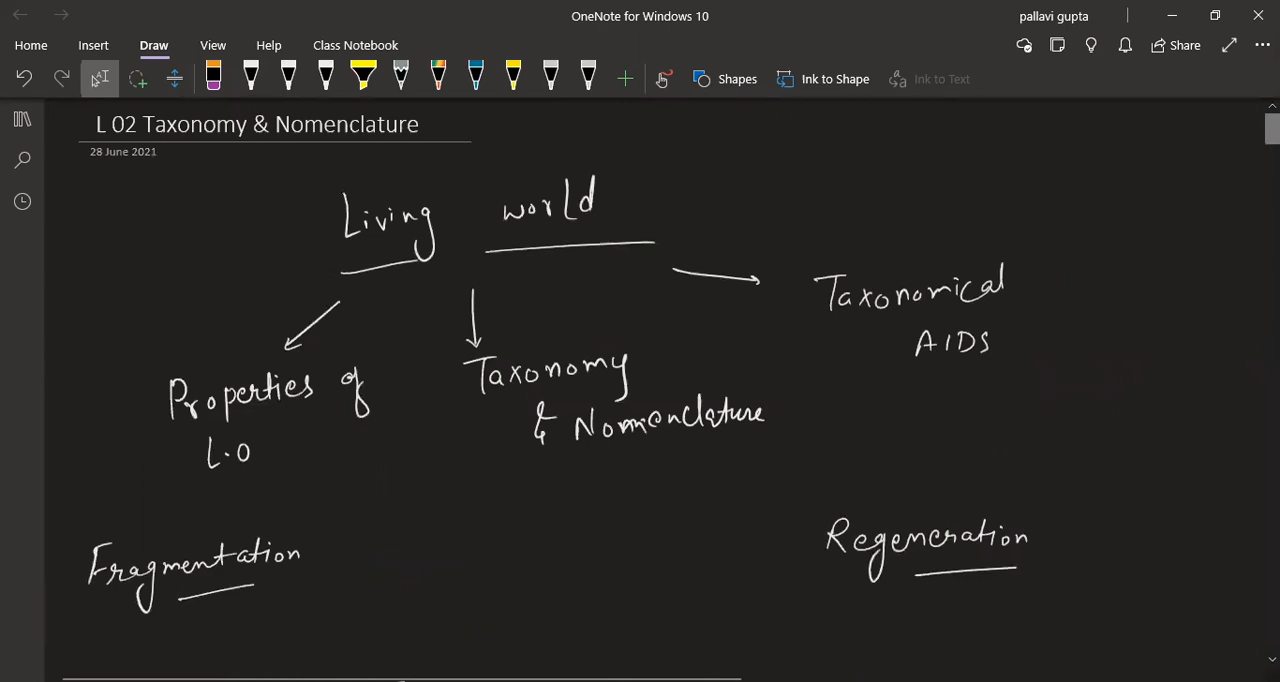 OneNote for Windows 10
pallavi gupta
Home Insert Draw View Help Class Notebook
Share
Shapes Ink to Shape Ink to Text
L 02 Taxonomy & Nomenclature
28 June 2021
Living world
Taxonomical
AIDS
Properties of
L.O
Taxonomy
& Nomenclature
Fragmentation
Regeneration